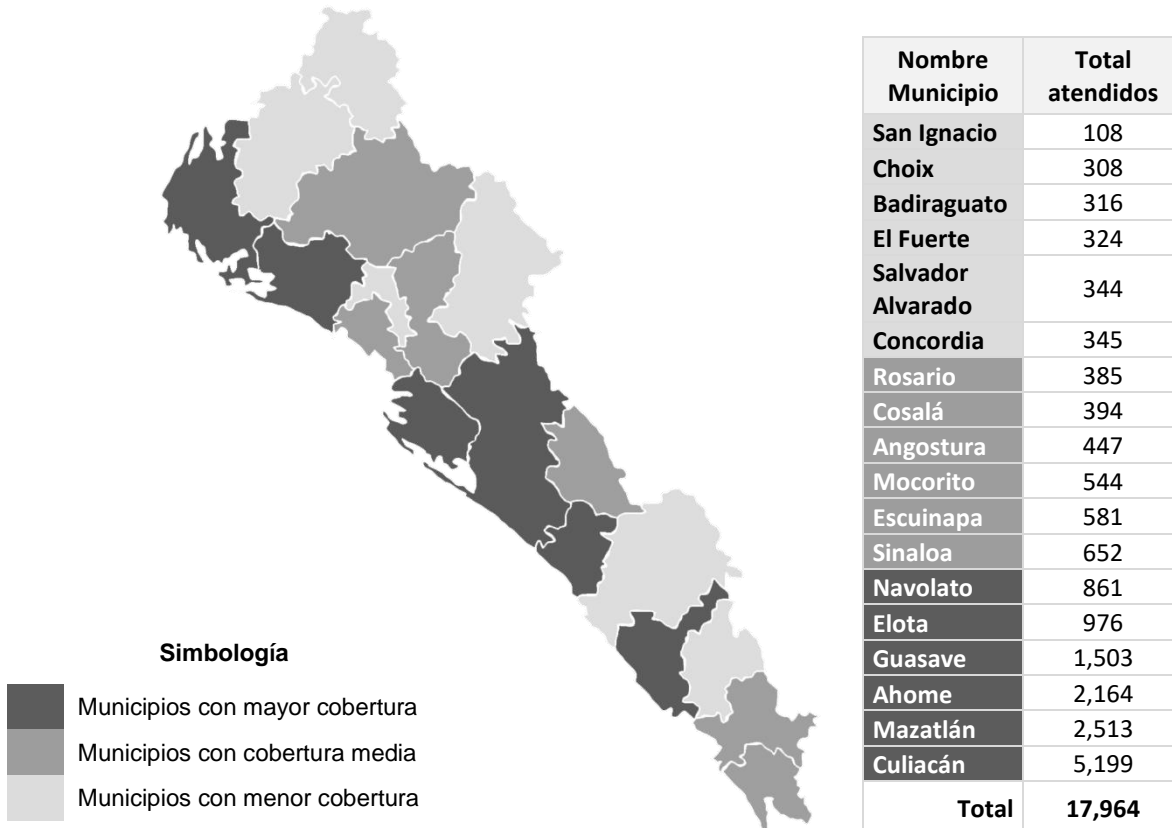 Nombre Municipio Total atendidos
San Ignacio 108
Choix 308
Badiraguato 316
El Fuerte 324
Salvador Alvarado 344
Concordia 345
Rosario 385
Cosalá 394
Angostura 447
Mocorito 544
Escuinapa 581
Sinaloa 652
Navolato 861
Elota 976
Guasave 1,503
Ahome 2,164
Mazatlán 2,513
Culiacán 5,199
Total 17,964
Simbología
Municipios con mayor cobertura
Municipios con cobertura media
Municipios con menor cobertura